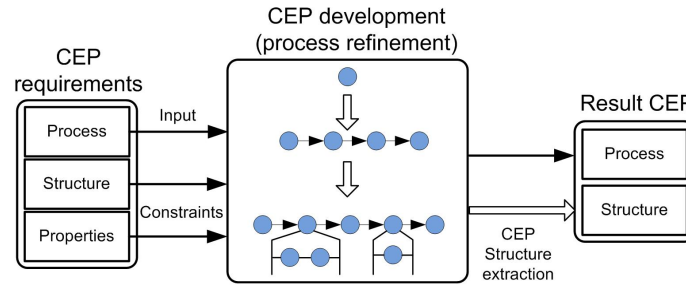 CEP
requirements
Process
Structure
Properties
Input
Constraints
CEP development
(process refinement)
CEP
Structure
extraction
Result CEP
Process
Structure